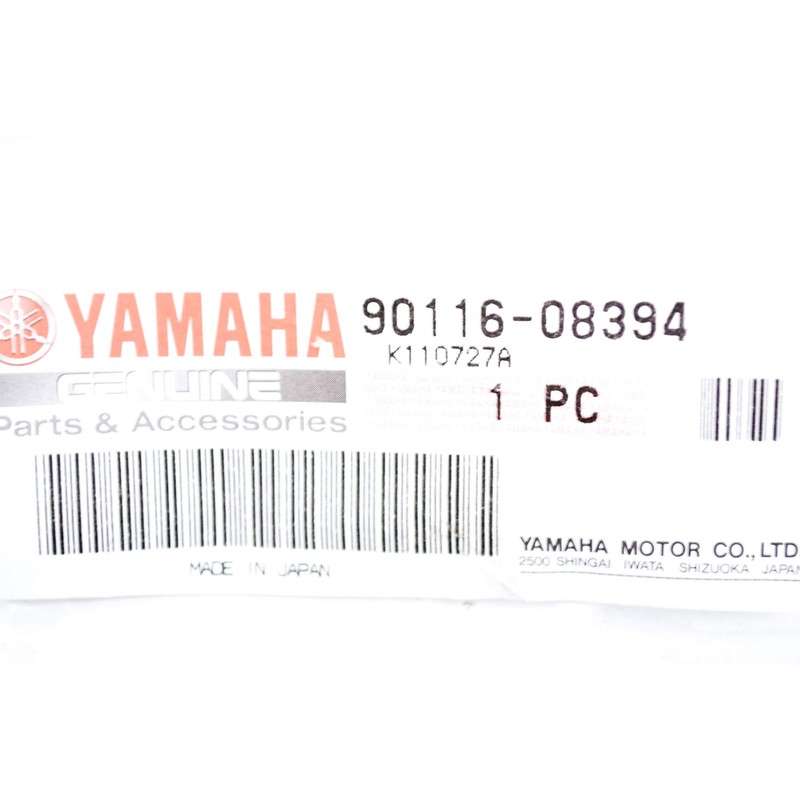 YAMAHA 90116-08394
K110727A
GENUINE
1 PC
Parts & Accessories
YAMAHA MOTOR CO., LTD.
2500 SHINGAI IWATA SHIZUOKA JAPAN
MADE IN JAPAN